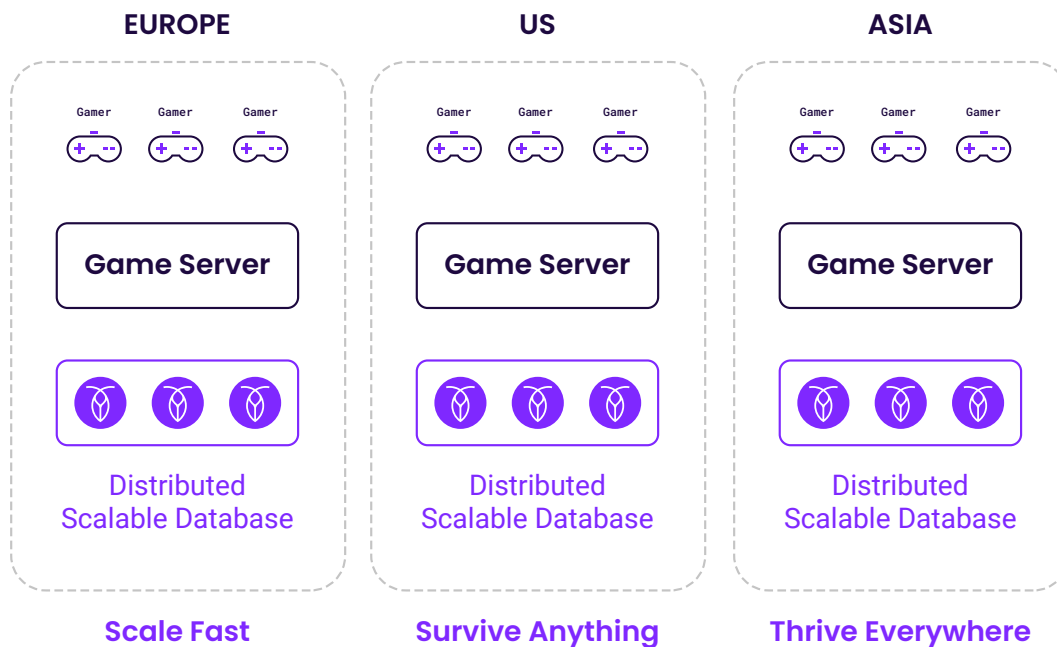 EUROPE
US
ASIA
Gamer
Gamer
Gamer
Gamer
Gamer
Gamer
Gamer
Gamer
Gamer
Game Server
Game Server
Game Server
Distributed
Scalable Database
Distributed
Scalable Database
Distributed
Scalable Database
Scale Fast
Survive Anything
Thrive Everywhere